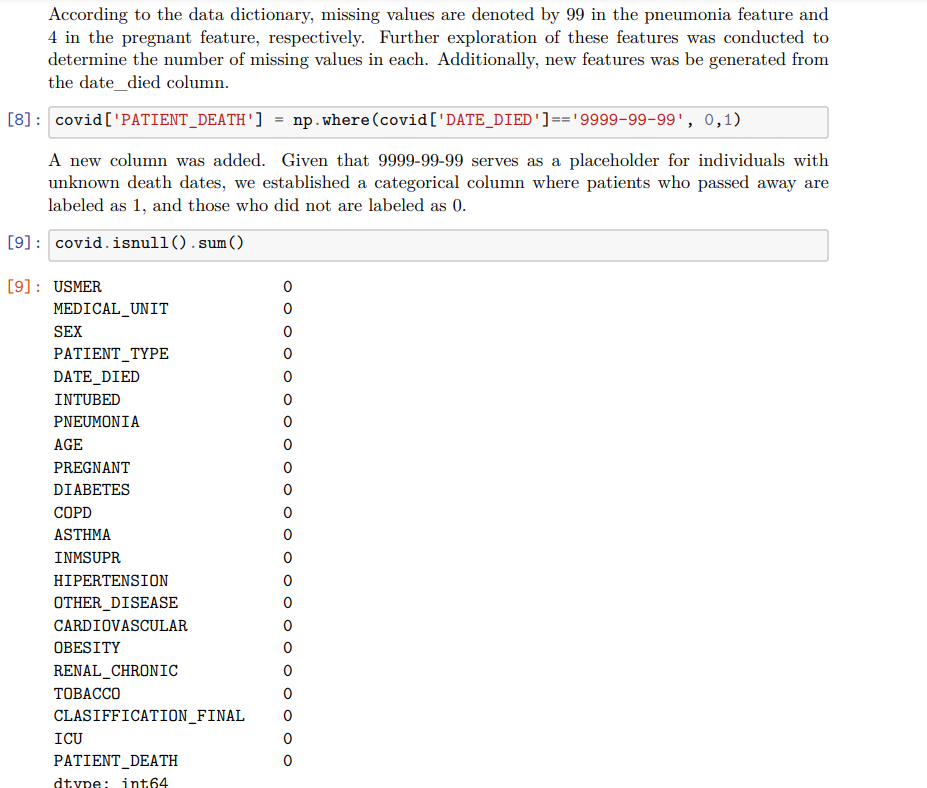 According to the data dictionary, missing values are denoted by 99 in the pneumonia feature and
4 in the pregnant feature, respectively. Further exploration of these features was conducted to
determine the number of missing values in each. Additionally, new features was be generated from
the date_died column.
[8]: covid['PATIENT_DEATH'] = np.where(covid['DATE_DIED']=='9999-99-99', 0,1)
A new column was added. Given that 9999-99-99 serves as a placeholder for individuals with
unknown death dates, we established a categorical column where patients who passed away are
labeled as 1, and those who did not are labeled as 0.
[9]: covid.isnull().sum()
[9]: USMER 0
MEDICAL_UNIT 0
SEX 0
PATIENT_TYPE 0
DATE_DIED 0
INTUBED 0
PNEUMONIA 0
AGE 0
PREGNANT 0
DIABETES 0
COPD 0
ASTHMA 0
INMSUPR 0
HIPERTENSION 0
OTHER_DISEASE 0
CARDIOVASCULAR 0
OBESITY 0
RENAL_CHRONIC 0
TOBACCO 0
CLASIFFICATION_FINAL 0
ICU 0
PATIENT_DEATH 0
dtype: int64